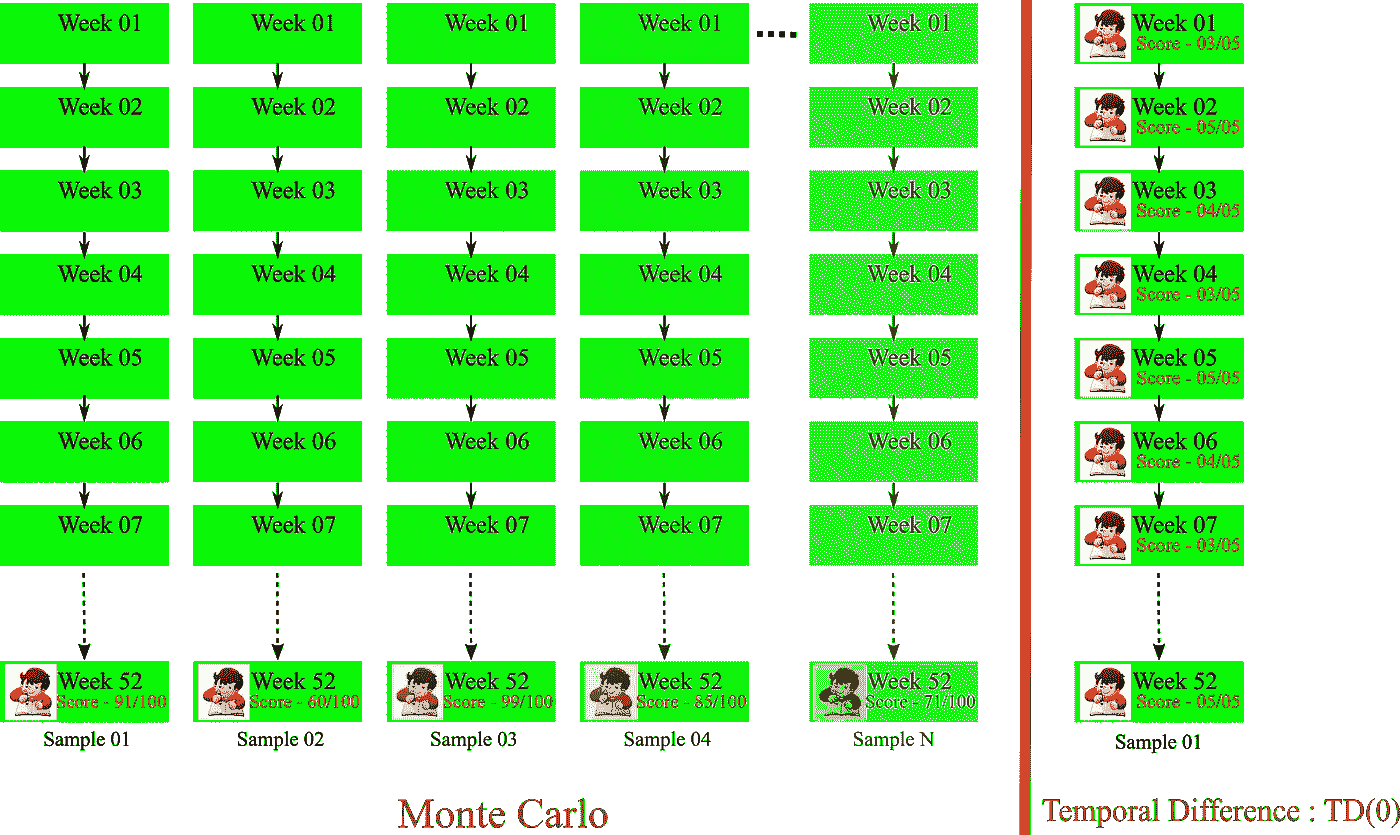 Week 01
Week 02
Week 03
Week 04
Week 05
Week 06
Week 07
Week 52
Score - 91/100
Sample 01
Week 01
Week 02
Week 03
Week 04
Week 05
Week 06
Week 07
Week 52
Score - 60/100
Sample 02
Week 01
Week 02
Week 03
Week 04
Week 05
Week 06
Week 07
Week 52
Score - 99/100
Sample 03
Week 01
Week 02
Week 03
Week 04
Week 05
Week 06
Week 07
Week 52
Score - 85/100
Sample 04
Week 01
Week 02
Week 03
Week 04
Week 05
Week 06
Week 07
Week 52
Score - 71/100
Sample N
Monte Carlo
Week 01
Score - 03/05
Week 02
Score - 05/05
Week 03
Score - 04/05
Week 04
Score - 03/05
Week 05
Score - 05/05
Week 06
Score - 04/05
Week 07
Score - 03/05
Week 52
Score - 05/05
Sample 01
Temporal Difference : TD(0)